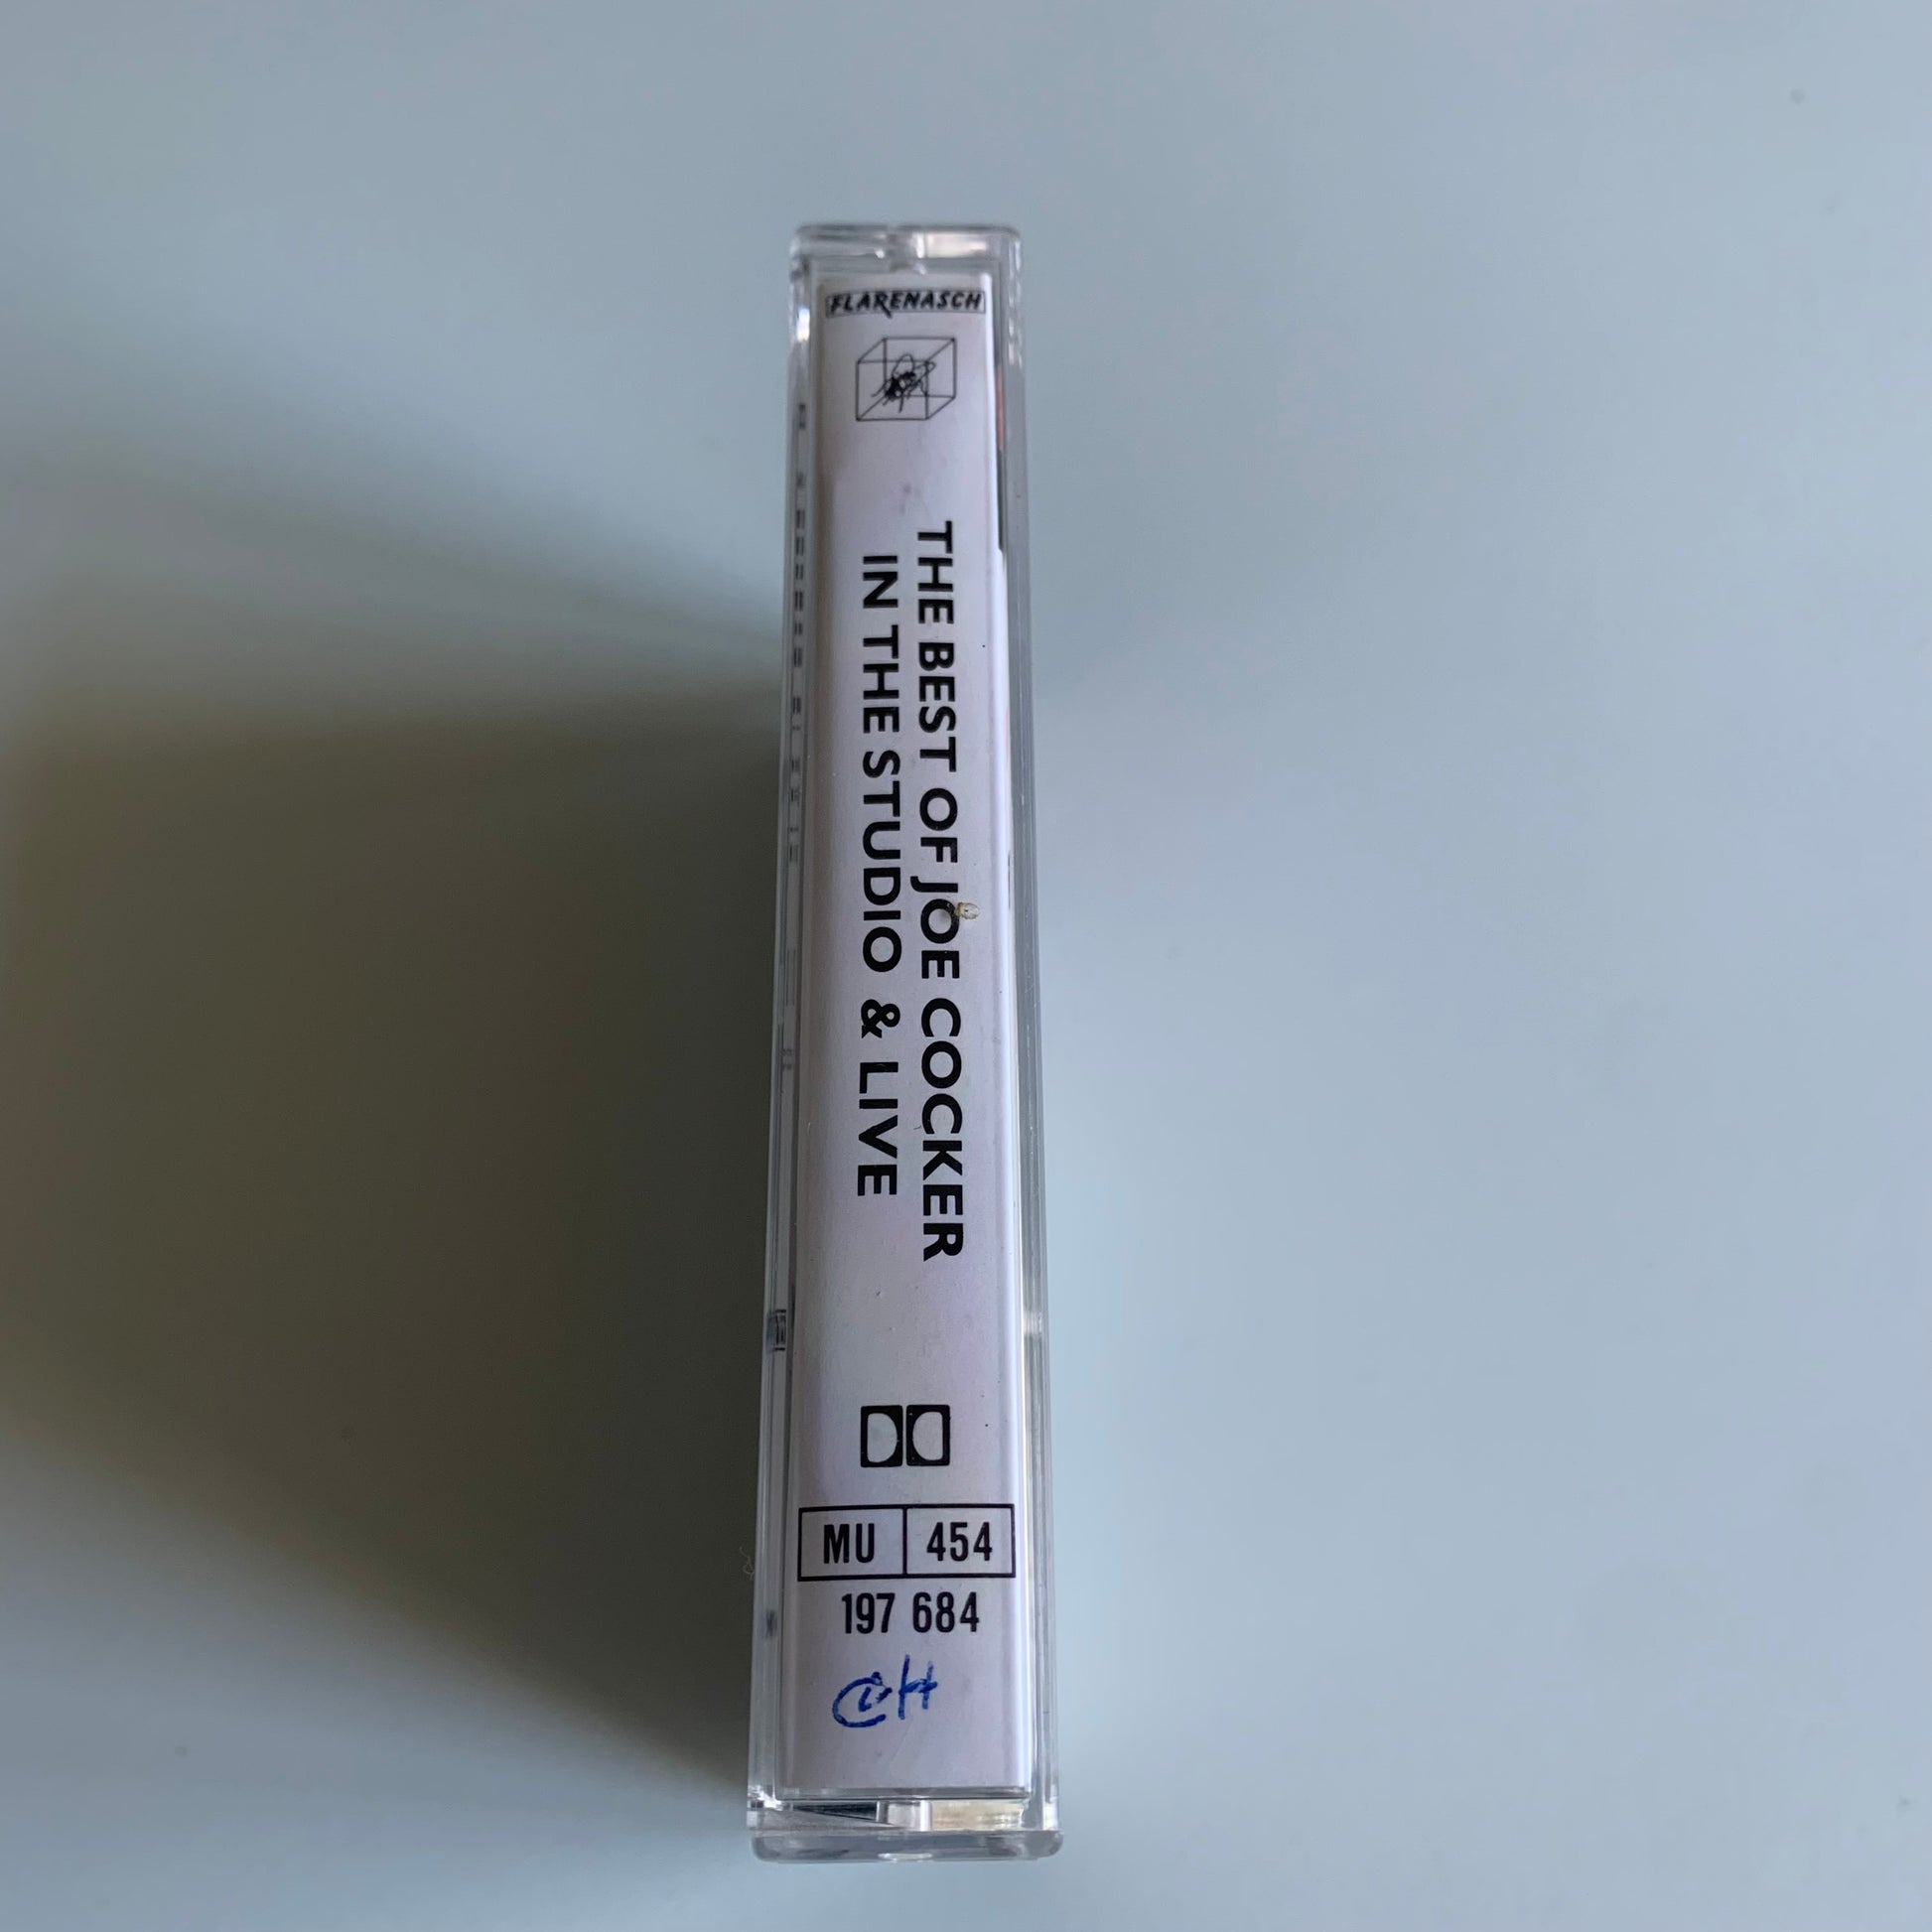 FLARENASCH
THE BEST OF JOE COCKER
IN THE STUDIO & LIVE
MU 454
197 684